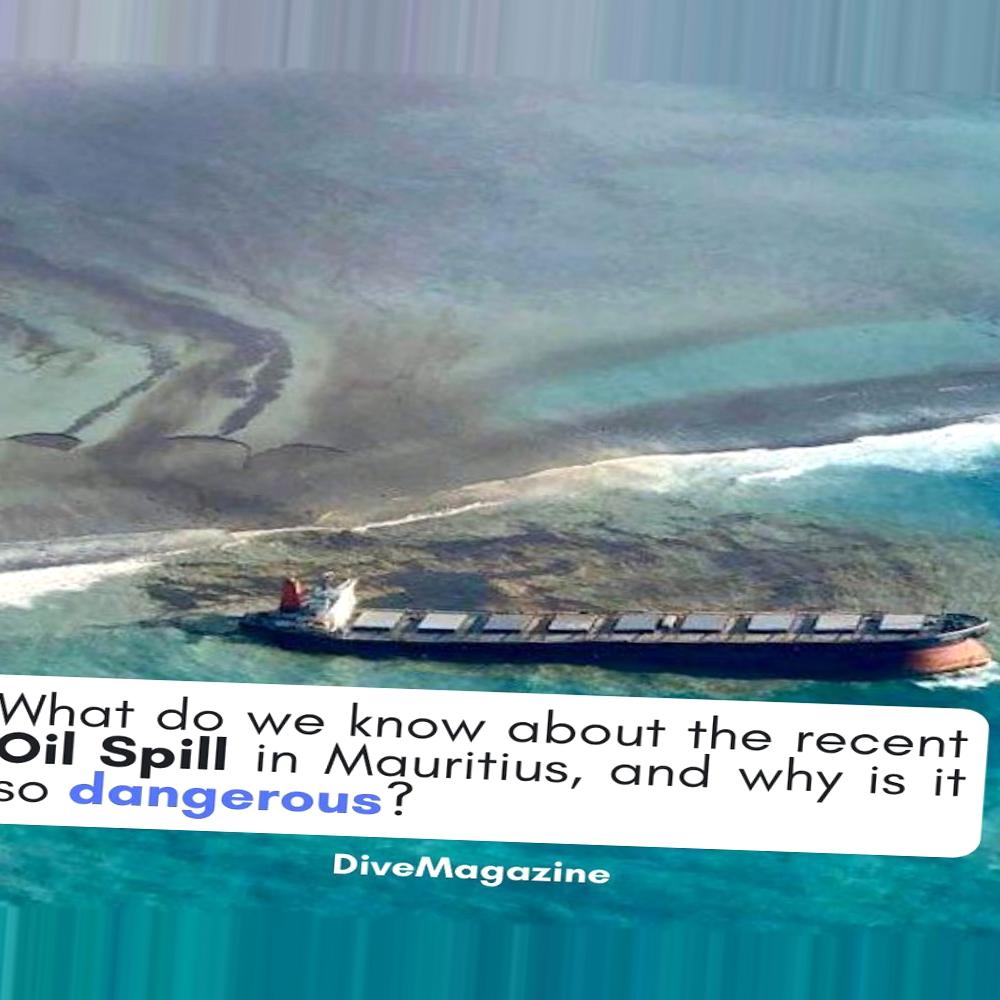 What do we know about the recent
Oil Spill in Mauritius, and why is it
so dangerous?
DiveMagazine